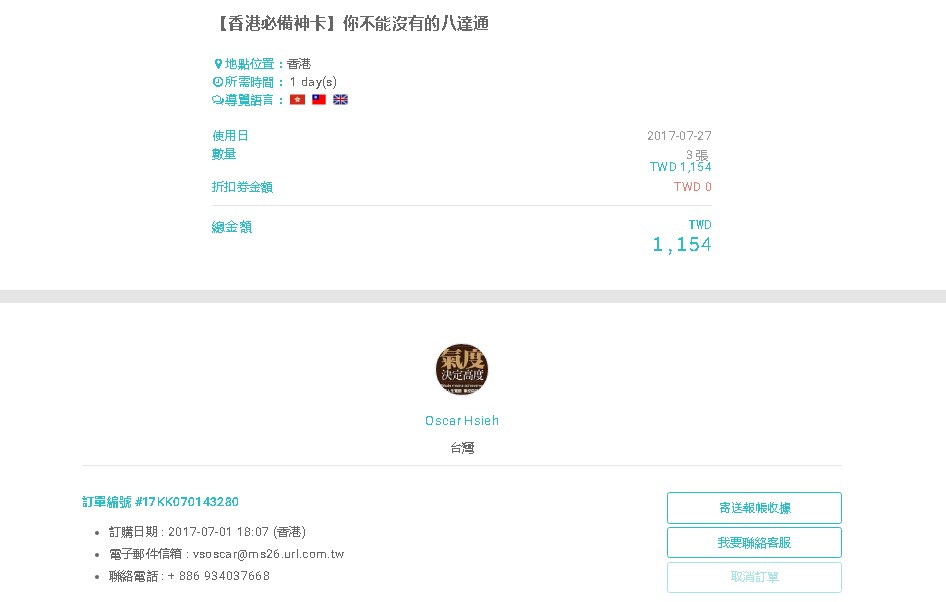 【香港必備神卡】你不能沒有的八達通
地點位置：香港
所需時間： 1 day(s)
導覽語言：
使用日 2017-07-27
數量 3 張
TWD 1,154
折扣券金額 TWD 0
總金額 TWD
1,154
氣度
決定高度
Oscar Hsieh
台灣
訂單編號 #17KK070143280
寄送報帳收據
訂購日期 : 2017-07-01 18:07 (香港)
我要聯絡客服
電子郵件信箱 : vsoscar@ms26.url.com.tw
聯絡電話 : + 886 934037668
取消訂單